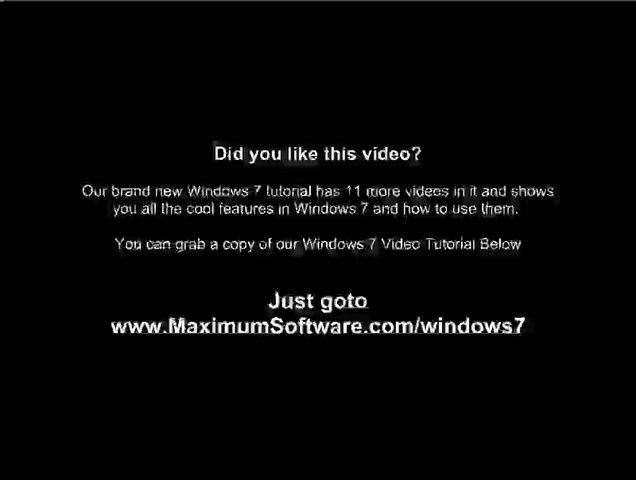 Did you like this video?
Our brand new Windows 7 tutorial has 11 more videos in it and shows
you all the cool features in Windows 7 and how to use them.
You can grab a copy of our Windows 7 Video Tutorial Below
Just goto
www.MaximumSoftware.com/windows7